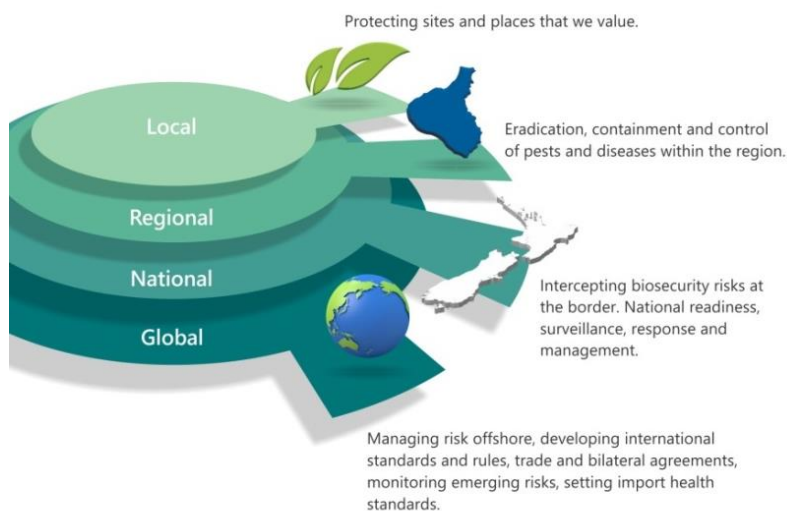 Protecting sites and places that we value.
Local
Eradication, containment and control
of pests and diseases within the region.
Regional
National
Intercepting biosecurity risks at
the border. National readiness,
surveillance, response and
management.
Global
Managing risk offshore, developing international
standards and rules, trade and bilateral agreements,
monitoring emerging risks, setting import health
standards.